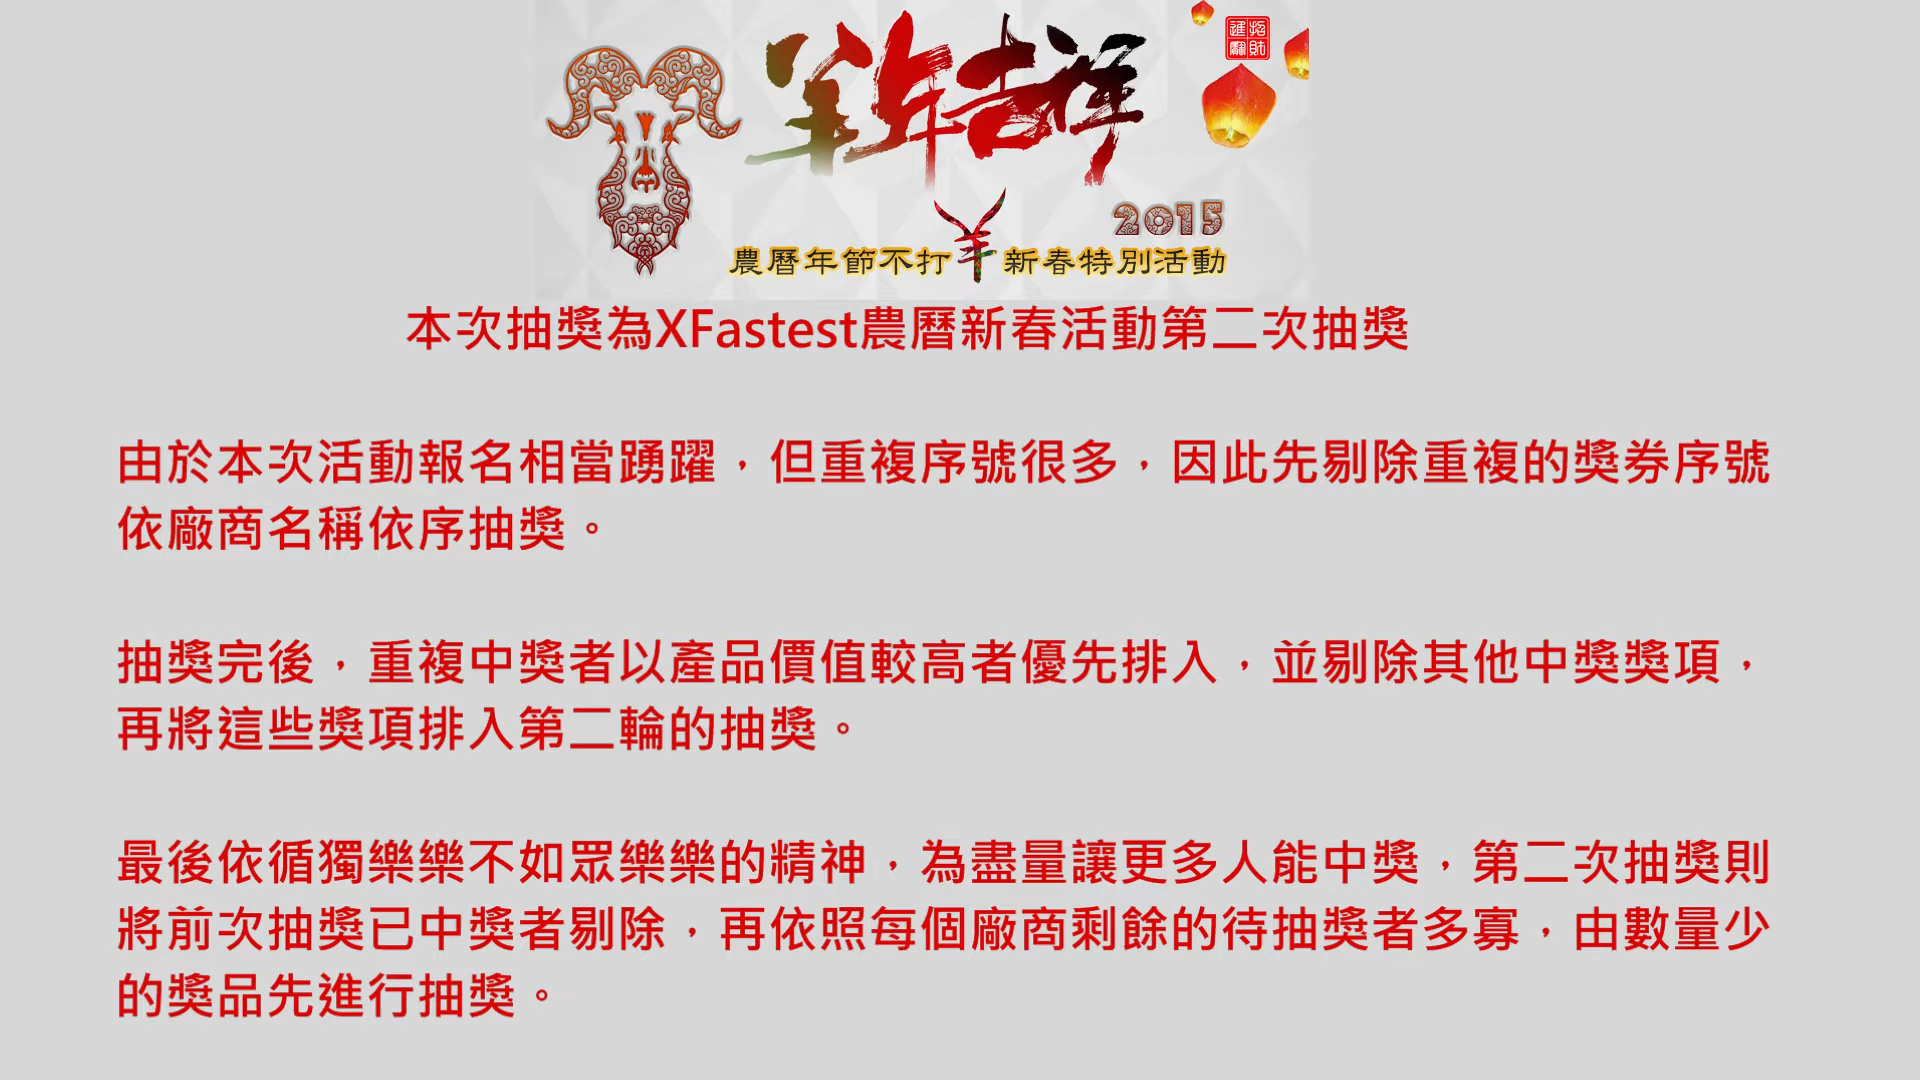 羊年吉祥
2015
農曆年節不打羊新春特別活動
本次抽獎為XFastest農曆新春活動第二次抽獎
由於本次活動報名相當踴躍，但重複序號很多，因此先剔除重複的獎券序號
依廠商名稱依序抽獎。
抽獎完後，重複中獎者以產品價值較高者優先排入，並剔除其他中獎獎項，
再將這些獎項排入第二輪的抽獎。
最後依循獨樂樂不如眾樂樂的精神，為盡量讓更多人能中獎，第二次抽獎則
將前次抽獎已中獎者剔除，再依照每個廠商剩餘的待抽獎者多寡，由數量少
的獎品先進行抽獎。